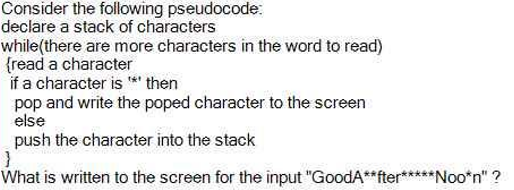 Consider the following pseudocode:
declare a stack of characters
while(there are more characters in the word to read)
{read a character
if a character is '*' then
pop and write the poped character to the screen
else
push the character into the stack
}
What is written to the screen for the input "GoodA**fter*****Noo*n" ?